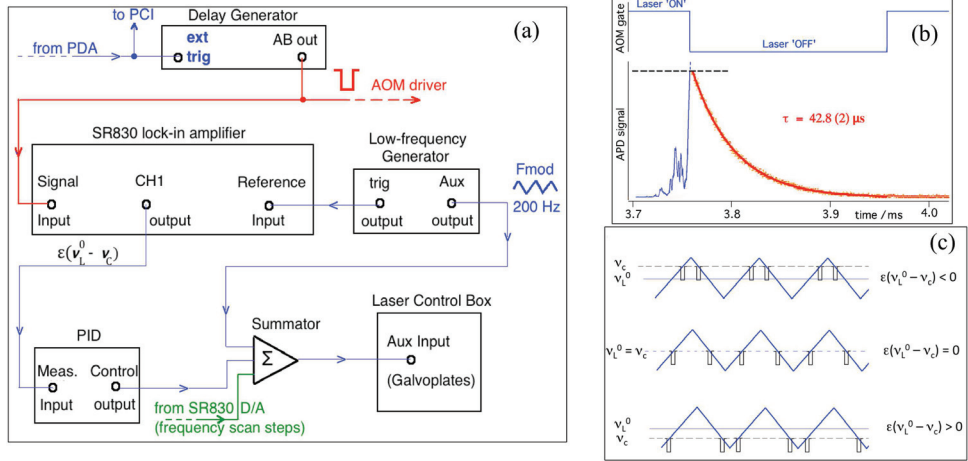 to PCI
Delay Generator
(a)
from PDA
ext
trig
AB out
AOM driver
SR830 lock-in amplifier
Low-frequency
Generator
Signal
Input
CH1
output
Reference
Input
trig
output
Aux
output
Fmod
200 Hz
ε(ν_L^0 - ν_C)
PID
Meas.
Input
Control
output
Summator
Σ
Laser Control Box
Aux Input
(Galvoplates)
from SR830 D/A
(frequency scan steps)
AOM gate
Laser 'ON'
(b)
Laser 'OFF'
APD signal
τ = 42.8 (2) µs
3.7
3.8
3.9
time / ms
4.0
(c)
ν_c
ν_L^0
ε(ν_L^0 − ν_c) < 0
ν_L^0 = ν_c
ε(ν_L^0 − ν_c) = 0
ν_L^0
ν_c
ε(ν_L^0 − ν_c) > 0